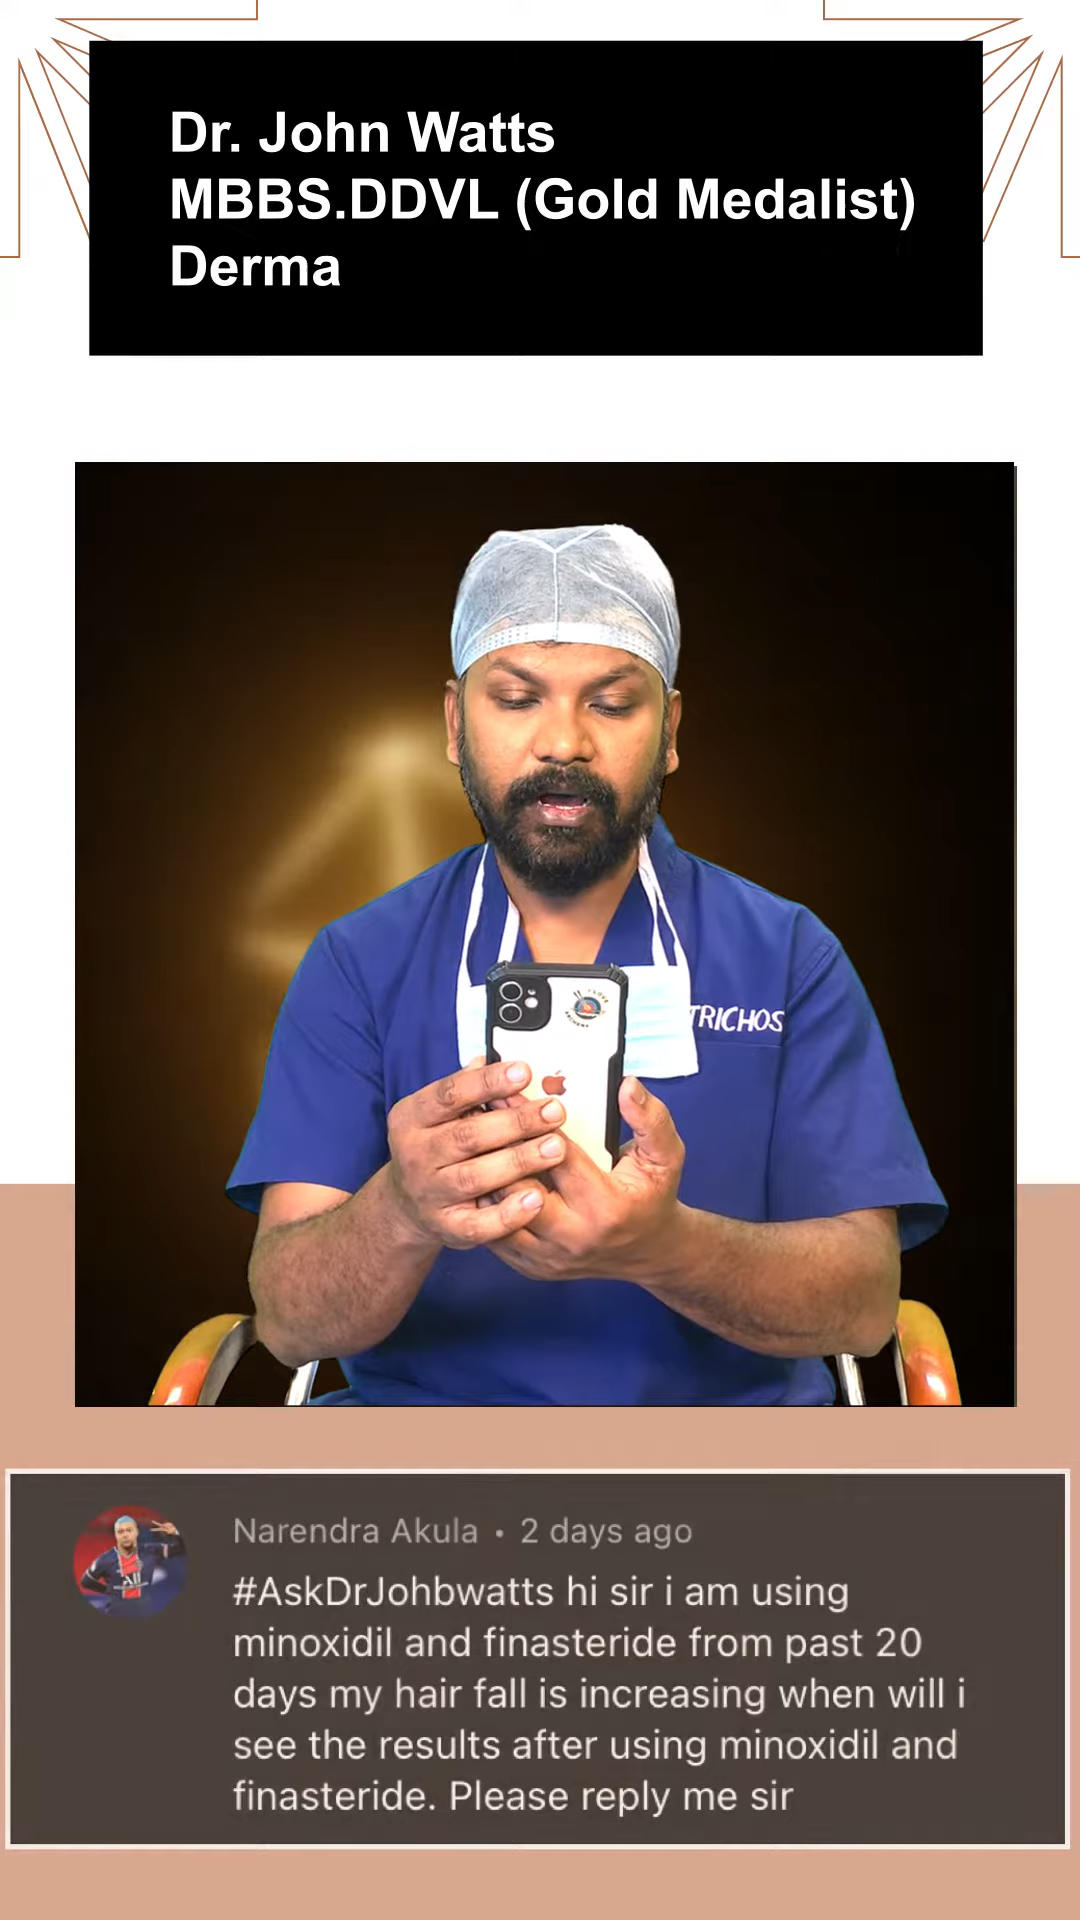 Dr. John Watts
MBBS.DDVL (Gold Medalist)
Derma
TRICHOS
Narendra Akula • 2 days ago
#AskDrJohbwatts hi sir i am using
minoxidil and finasteride from past 20
days my hair fall is increasing when will i
see the results after using minoxidil and
finasteride. Please reply me sir